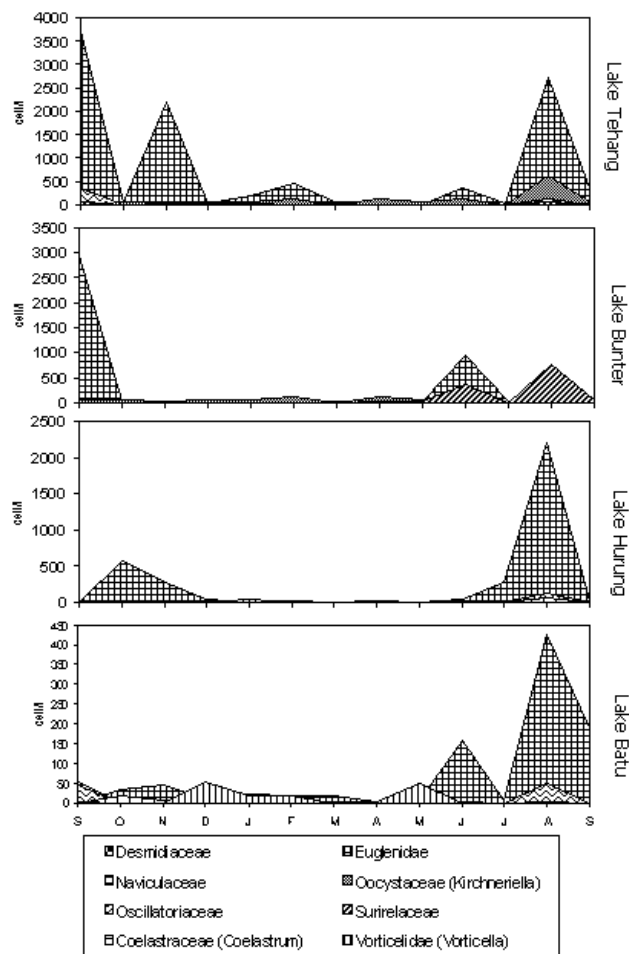 4000
3500
3000
2500
2000
1500
1000
500
0
cell/l
Lake Tehang
3500
3000
2500
2000
1500
1000
500
0
cell/l
Lake Bunter
2500
2000
1500
1000
500
0
cell/l
Lake Hurung
450
400
350
300
250
200
150
100
50
0
cell/l
Lake Batu
S O N D J F M A M J J A S
Desmidiaceae Euglenidae
Naviculaceae Oocystaceae (Kirchneriella)
Oscillatoriaceae Surirelaceae
Coelastraceae (Coelastrum) Vorticelidae (Vorticella)